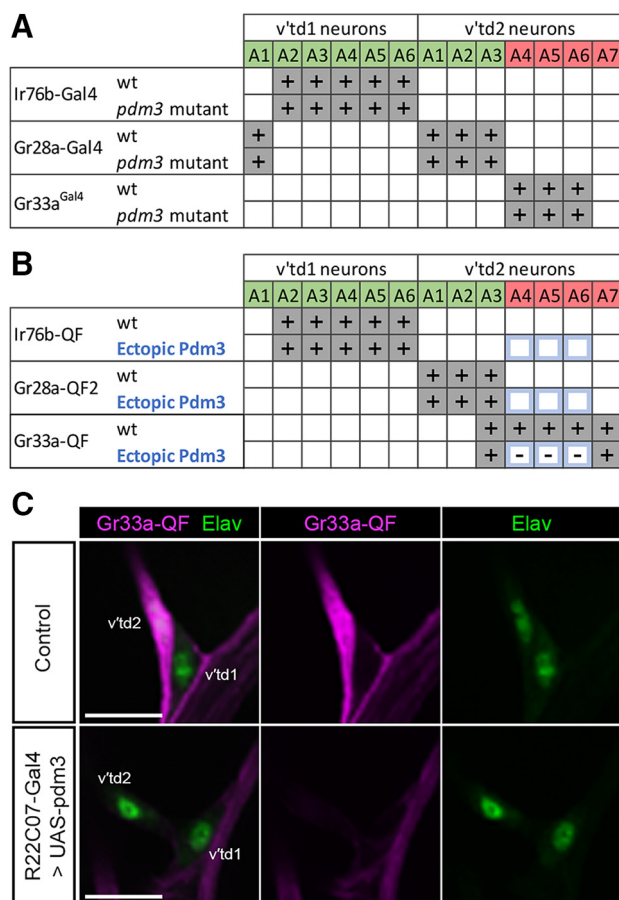 A
v'td1 neurons v'td2 neurons
A1 A2 A3 A4 A5 A6 A1 A2 A3 A4 A5 A6 A7
Ir76b-Gal4 wt + + + + +
pdm3 mutant + + + + +
Gr28a-Gal4 wt + + + +
pdm3 mutant + + + +
Gr33aGal4 wt + + +
pdm3 mutant + + +
B
v'td1 neurons v'td2 neurons
A1 A2 A3 A4 A5 A6 A1 A2 A3 A4 A5 A6 A7
Ir76b-QF wt + + + + +
Ectopic Pdm3 + + + + +
Gr28a-QF2 wt + + +
Ectopic Pdm3 + + +
Gr33a-QF wt + + + + +
Ectopic Pdm3 + - - - +
C
Gr33a-QF Elav Gr33a-QF Elav
Control
v'td2
v'td1
R22C07-Gal4
> UAS-pdm3
v'td2
v'td1